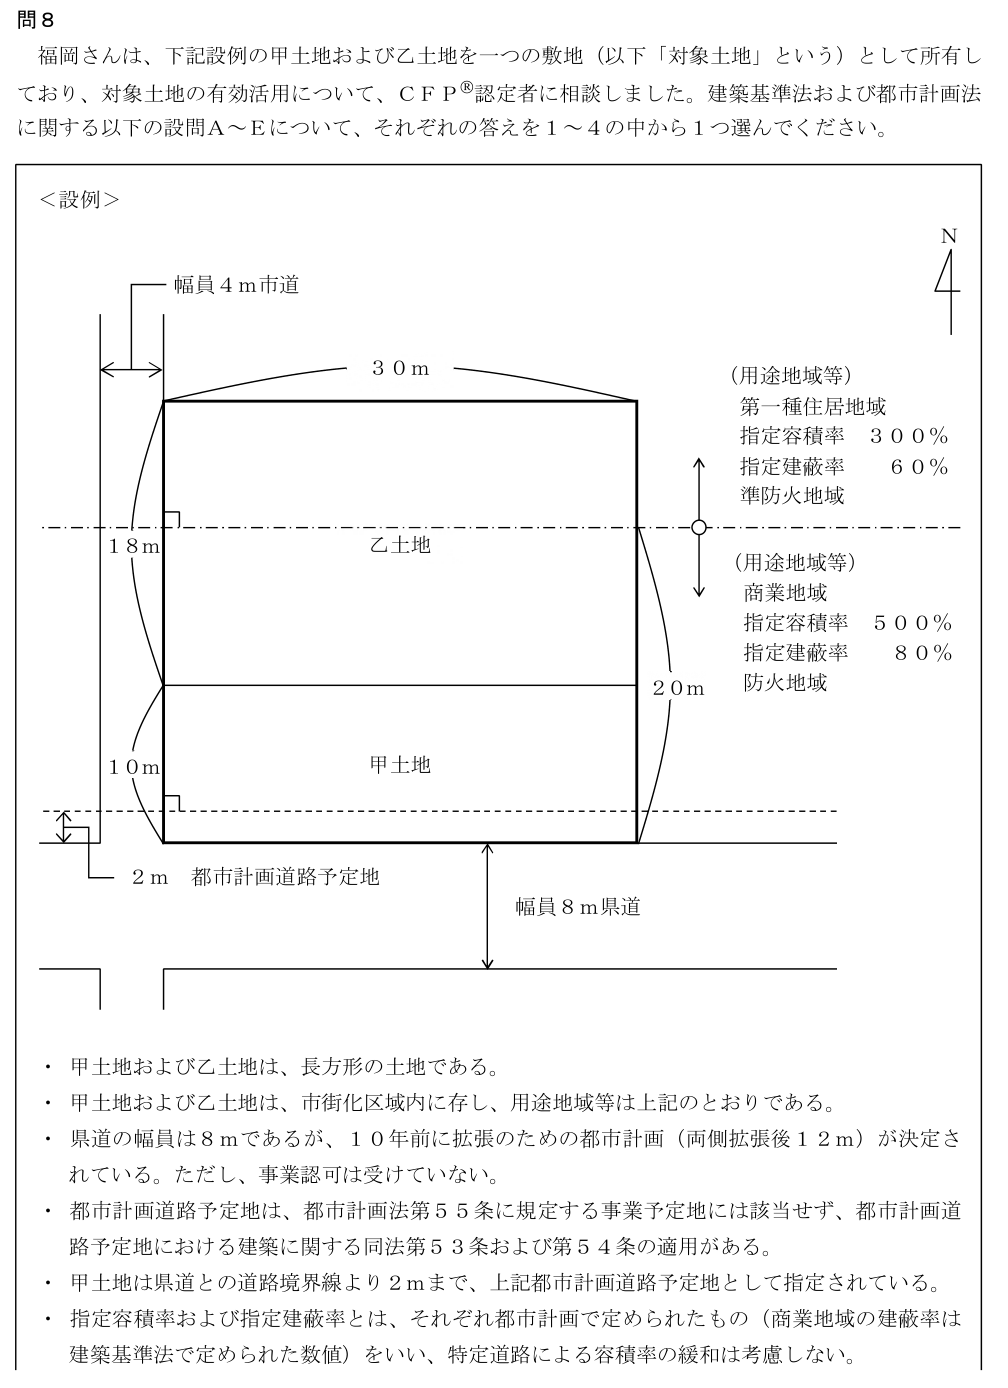 問８
福岡さんは、下記設例の甲土地および乙土地を一つの敷地（以下「対象土地」という）として所有し
ており、対象土地の有効活用について、ＣＦＰ®認定者に相談しました。建築基準法および都市計画法
に関する以下の設問Ａ～Ｅについて、それぞれの答えを１～４の中から１つ選んでください。
＜設例＞
N
幅員４ｍ市道
３０ｍ
（用途地域等）
第一種住居地域
指定容積率　３００％
指定建蔽率　６０％
準防火地域
１８ｍ
乙土地
（用途地域等）
商業地域
指定容積率　５００％
指定建蔽率　８０％
防火地域
２０ｍ
１０ｍ
甲土地
２ｍ　都市計画道路予定地
幅員８ｍ県道
・ 甲土地および乙土地は、長方形の土地である。
・ 甲土地および乙土地は、市街化区域内に存し、用途地域等は上記のとおりである。
・ 県道の幅員は８ｍであるが、１０年前に拡張のための都市計画（両側拡張後１２ｍ）が決定さ
れている。ただし、事業認可は受けていない。
・ 都市計画道路予定地は、都市計画法第５５条に規定する事業予定地には該当せず、都市計画道
路予定地における建築に関する同法第５３条および第５４条の適用がある。
・ 甲土地は県道との道路境界線より２ｍまで、上記都市計画道路予定地として指定されている。
・ 指定容積率および指定建蔽率とは、それぞれ都市計画で定められたもの（商業地域の建蔽率は
建築基準法で定められた数値）をいい、特定道路による容積率の緩和は考慮しない。